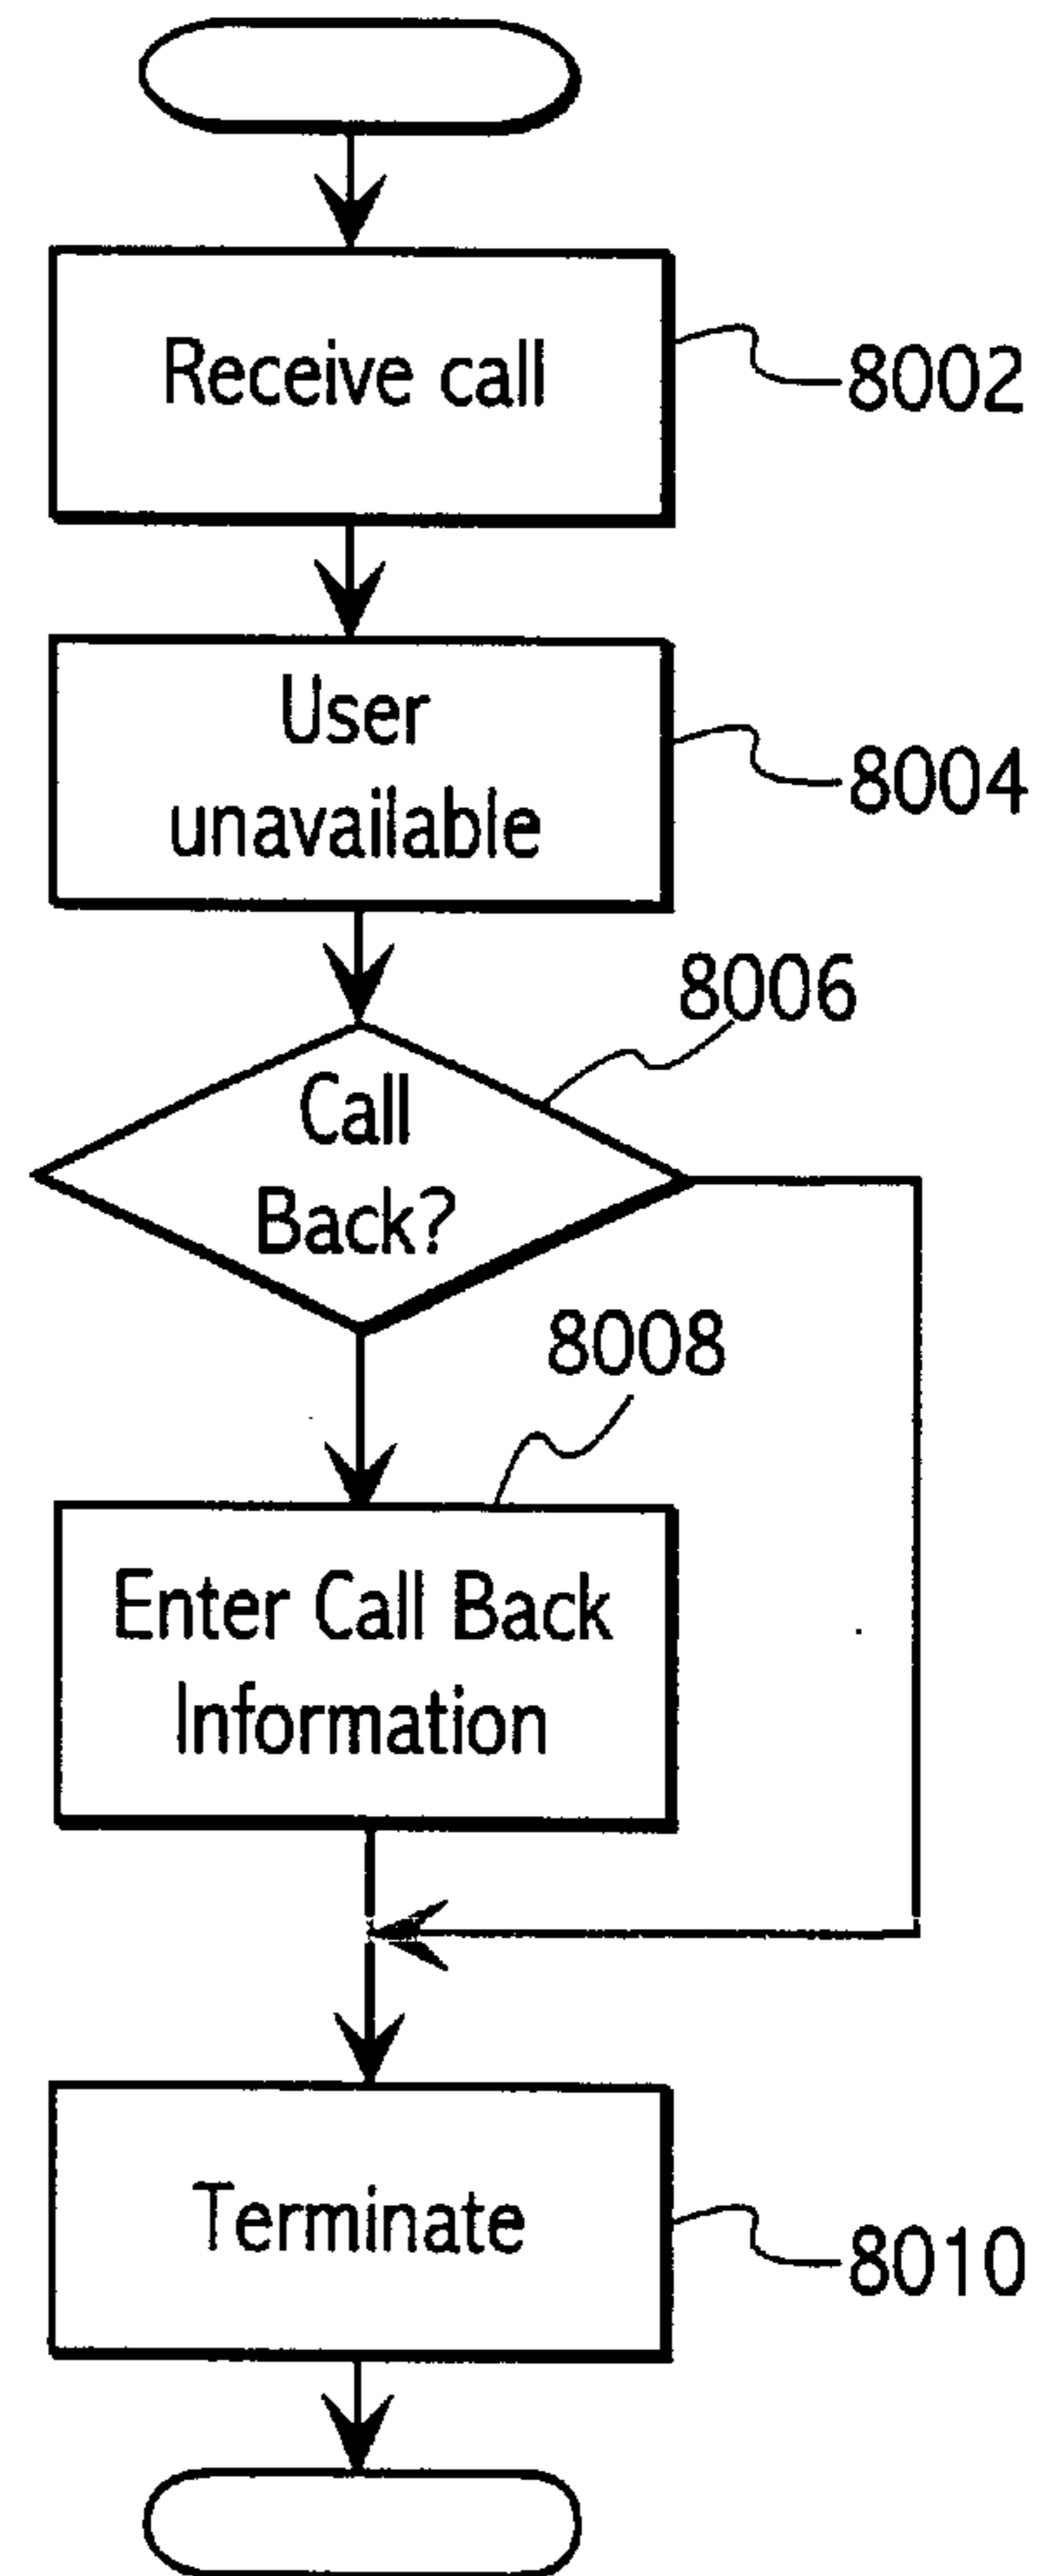 Receive call
8002
User
unavailable
8004
8006
Call
Back?
8008
Enter Call Back
Information
Terminate
8010